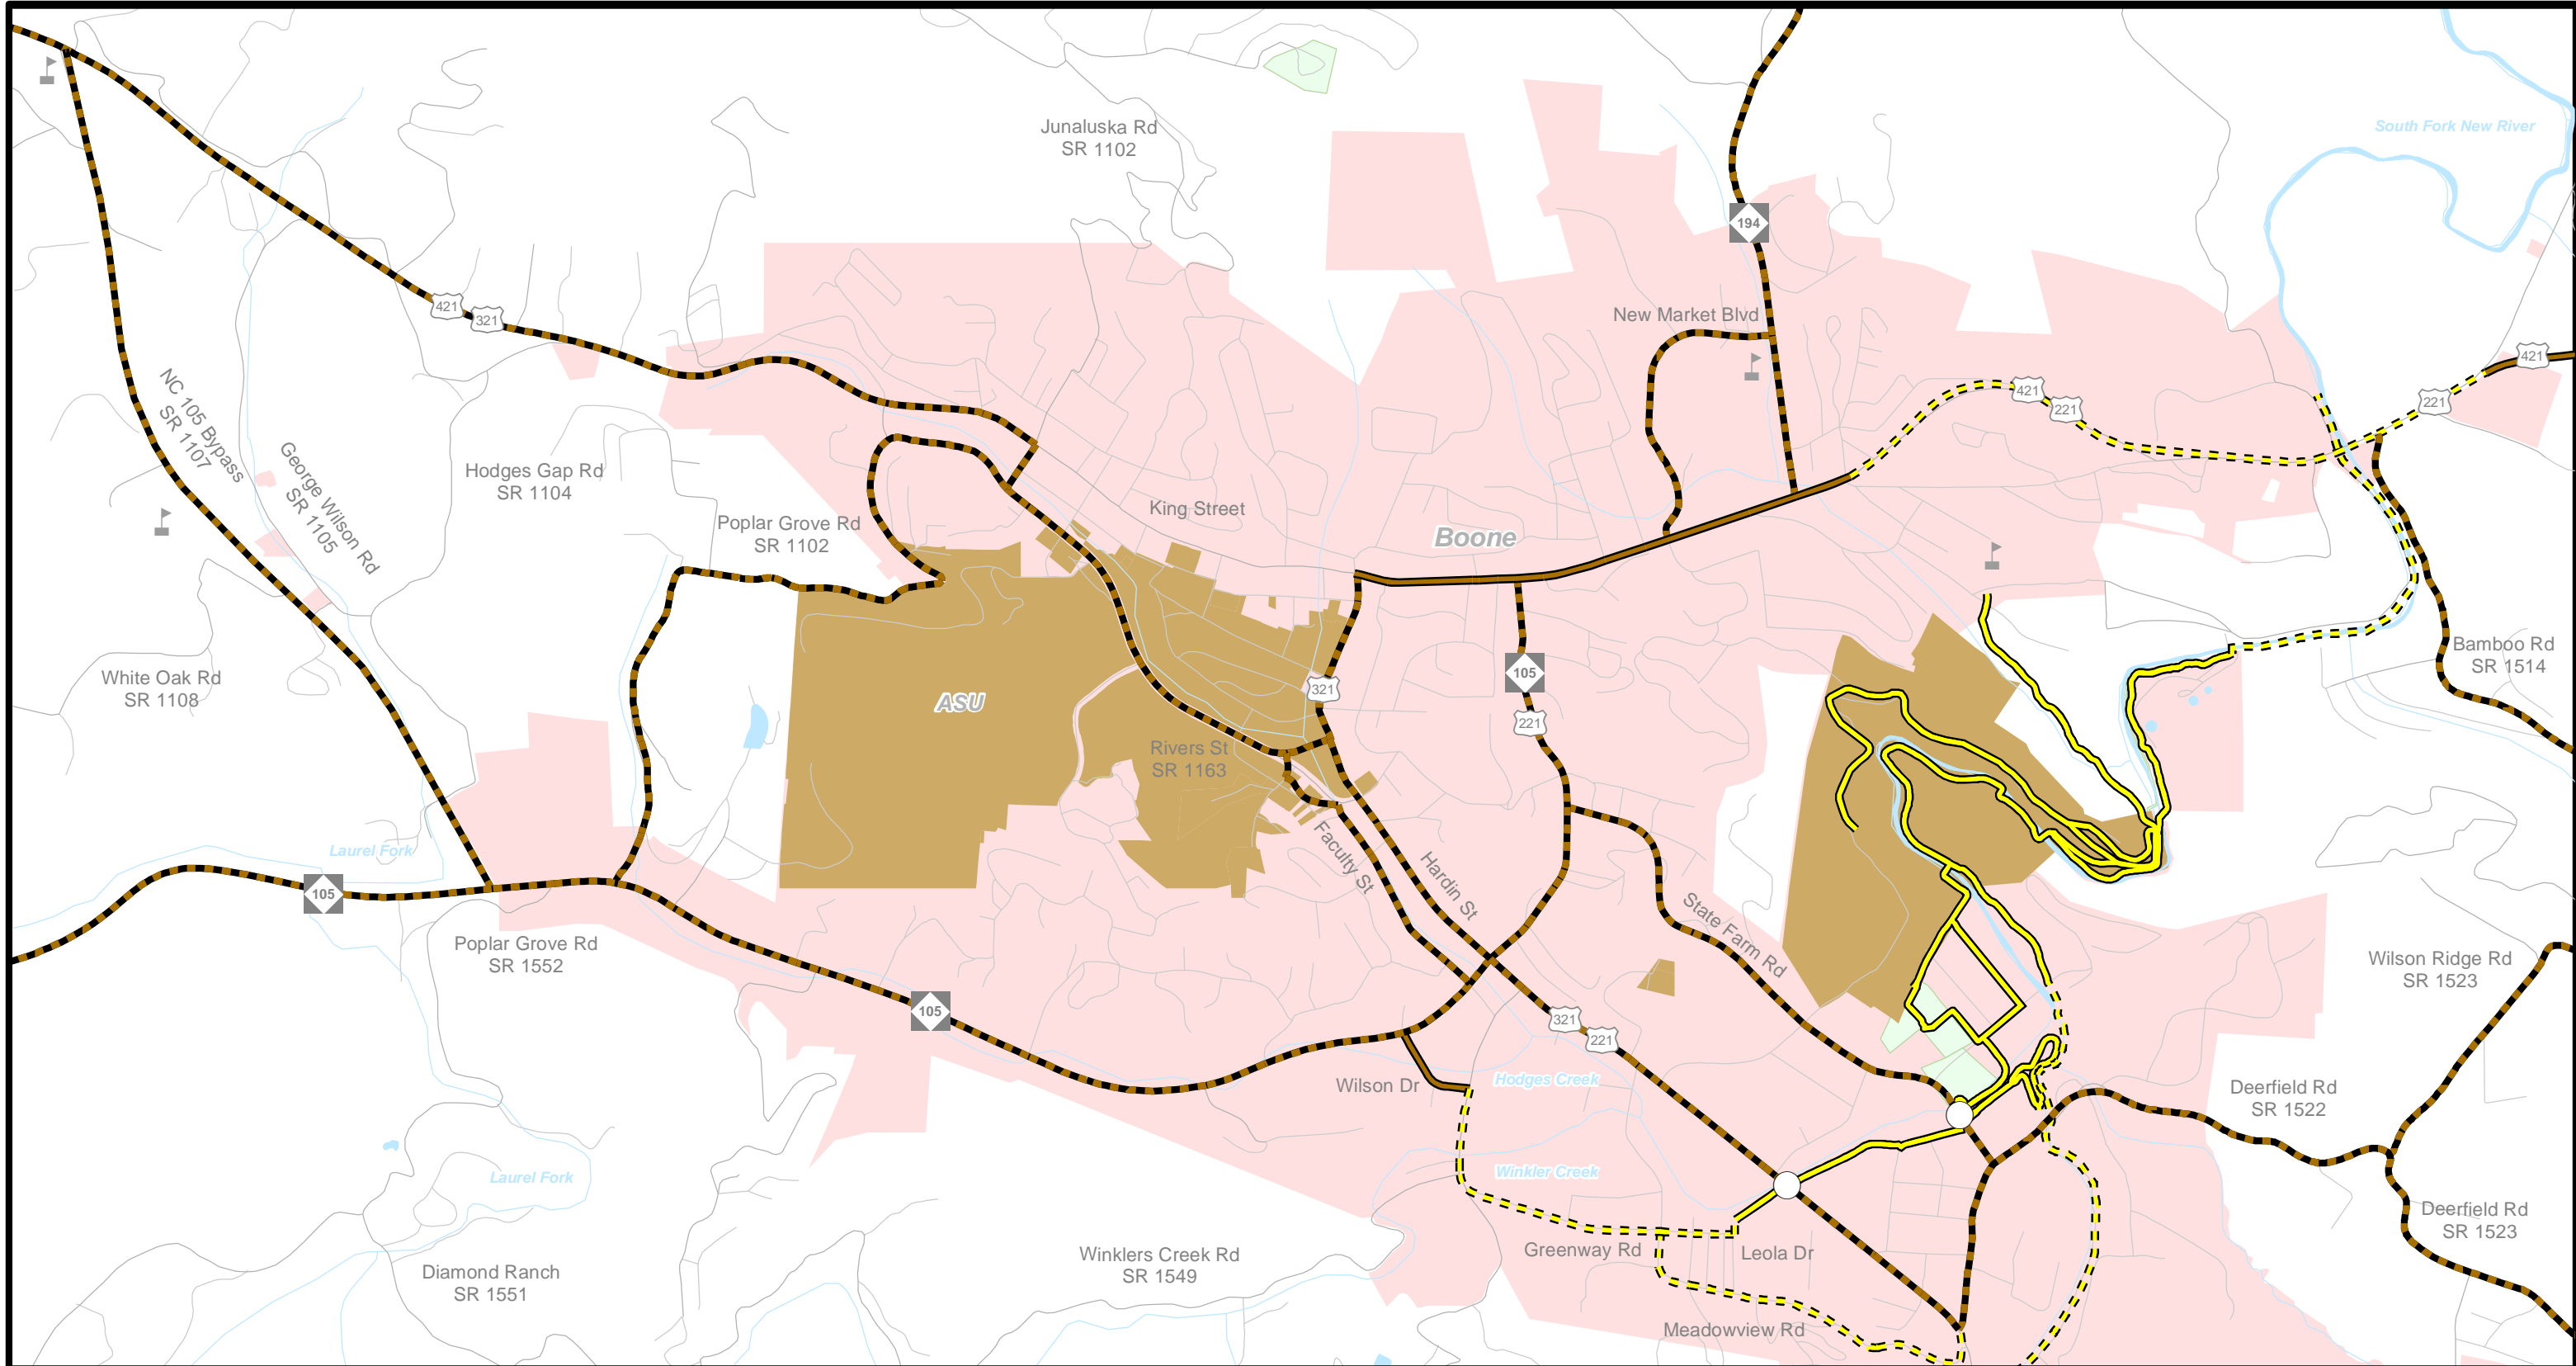 South Fork New River
Junaluska Rd
SR 1102
194
421
321
New Market Blvd
421
421
221
221
NC 105 Bypass
SR 1107
George Wilson Rd
SR 1105
Hodges Gap Rd
SR 1104
Poplar Grove Rd
SR 1102
King Street
Boone
White Oak Rd
SR 1108
ASU
321
105
221
Bamboo Rd
SR 1514
Rivers St
SR 1163
Laurel Fork
105
Faculty St
Hardin St
State Farm Rd
Poplar Grove Rd
SR 1552
Wilson Ridge Rd
SR 1523
105
321
221
Wilson Dr
Hodges Creek
Deerfield Rd
SR 1522
Laurel Fork
Winkler Creek
Deerfield Rd
SR 1523
Winklers Creek Rd
SR 1549
Greenway Rd
Leola Dr
Diamond Ranch
SR 1551
Meadowview Rd